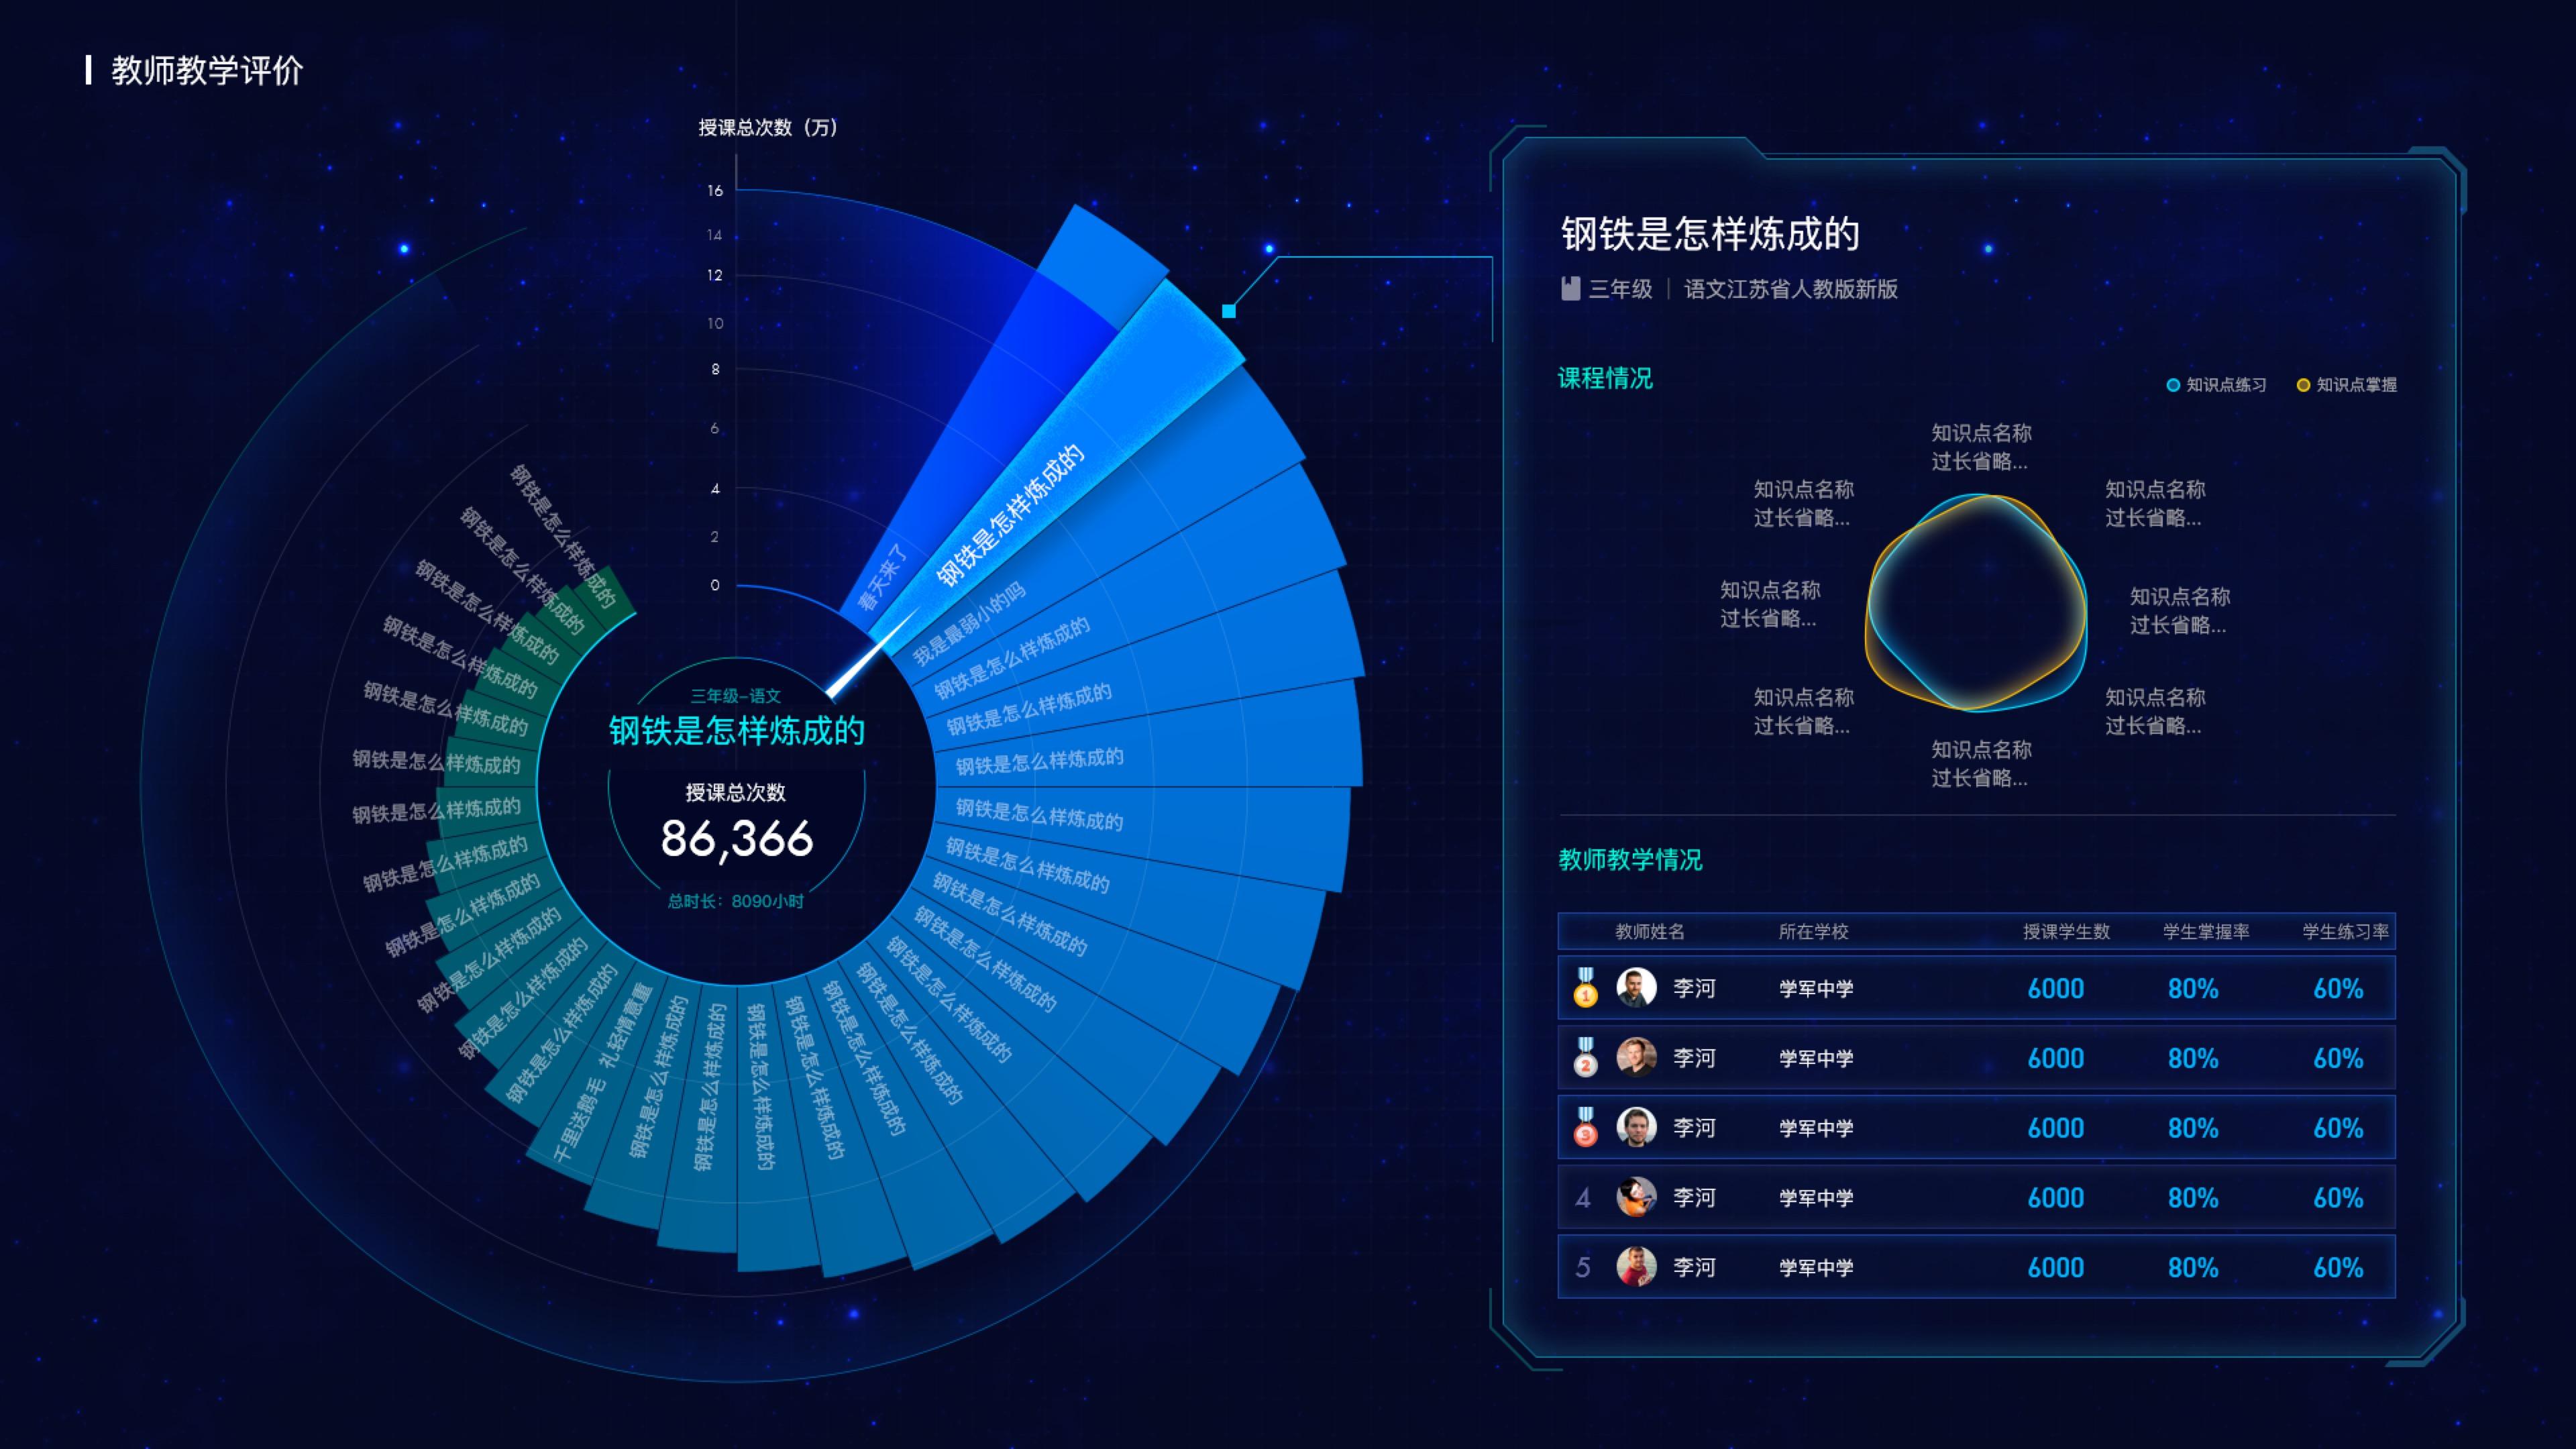 教师教学评价
授课总次数（万）
16
14
12
10
8
6
4
2
0
春天来了
钢铁是怎样炼成的
我是最弱小的吗
钢铁是怎么样炼成的
钢铁是怎么样炼成的
钢铁是怎么样炼成的
钢铁是怎么样炼成的
钢铁是怎么样炼成的
钢铁是怎么样炼成的
钢铁是怎么样炼成的
钢铁是怎么样炼成的
钢铁是怎么样炼成的
钢铁是怎么样炼成的
钢铁是怎么样炼成的
钢铁是怎么样炼成的
钢铁是怎么样炼成的
钢铁是怎么样炼成的
千里送鹅毛 礼轻情意重
钢铁是怎么样炼成的
钢铁是怎么样炼成的
钢铁是怎么样炼成的
钢铁是怎么样炼成的
钢铁是怎么样炼成的
钢铁是怎么样炼成的
钢铁是怎么样炼成的
钢铁是怎么样炼成的
钢铁是怎么样炼成的
钢铁是怎么样炼成的
钢铁是怎么样炼成的
钢铁是怎么样炼成的
三年级–语文
钢铁是怎样炼成的
授课总次数
86,366
总时长：8090小时
钢铁是怎样炼成的
三年级 | 语文江苏省人教版新版
课程情况
知识点练习 知识点掌握
知识点名称
过长省略...
知识点名称
过长省略...
知识点名称
过长省略...
知识点名称
过长省略...
知识点名称
过长省略...
知识点名称
过长省略...
知识点名称
过长省略...
知识点名称
过长省略...
教师教学情况
教师姓名 所在学校 授课学生数 学生掌握率 学生练习率
1 李河 学军中学 6000 80% 60%
2 李河 学军中学 6000 80% 60%
3 李河 学军中学 6000 80% 60%
4 李河 学军中学 6000 80% 60%
5 李河 学军中学 6000 80% 60%